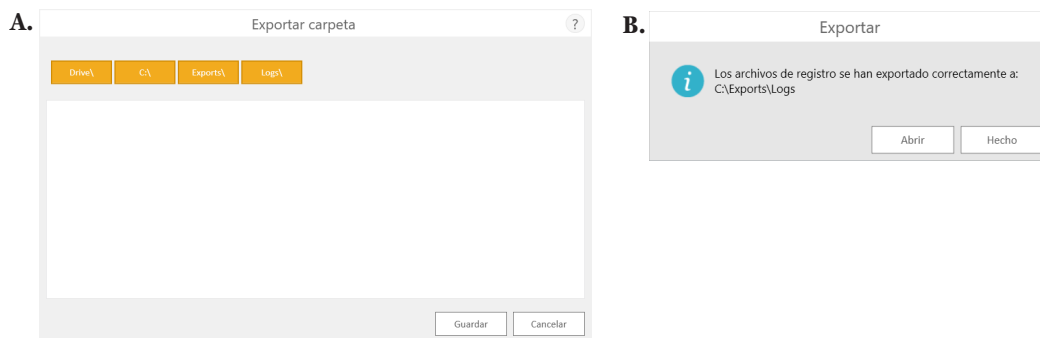 A.
Exportar carpeta
?
Drive\ C:\ Exports\ Logs\
Guardar Cancelar
B.
Exportar
i
Los archivos de registro se han exportado correctamente a:
C:\Exports\Logs
Abrir Hecho